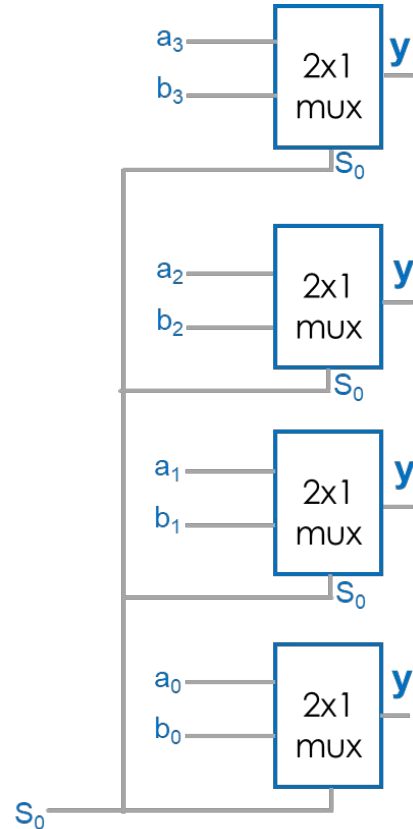 a₃
y
2x1
b₃
mux
S₀
a₂
y
2x1
b₂
mux
S₀
a₁
y
2x1
b₁
mux
S₀
a₀
y
2x1
b₀
mux
S₀